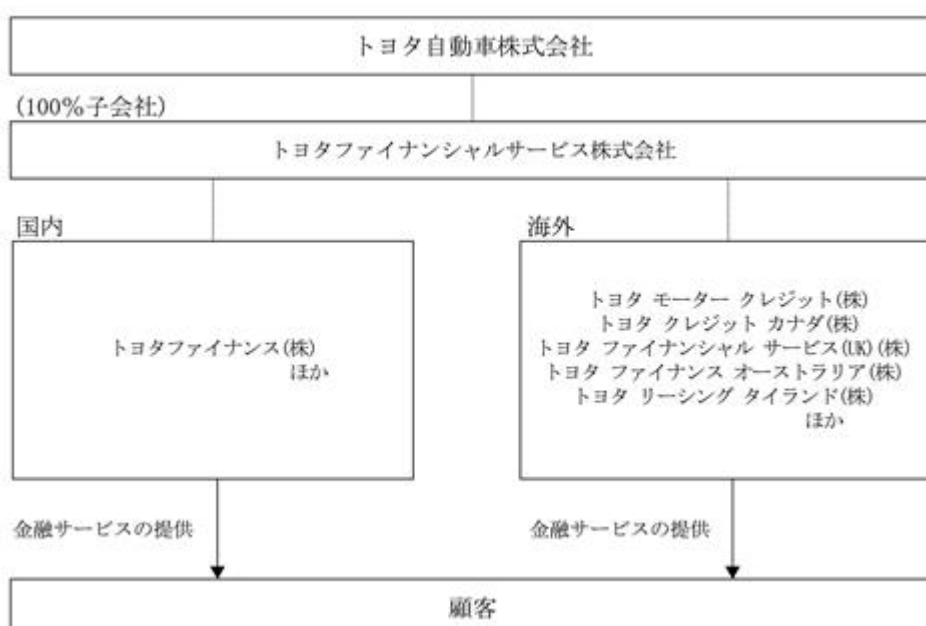 トヨタ自動車株式会社
(100%子会社)
トヨタファイナンシャルサービス株式会社
国内
海外
トヨタファイナンス(株)
ほか
トヨタ モーター クレジット(株)
トヨタ クレジット カナダ(株)
トヨタ ファイナンシャル サービス(UK)(株)
トヨタ ファイナンス オーストラリア(株)
トヨタ リーシング タイランド(株)
ほか
金融サービスの提供
金融サービスの提供
顧客